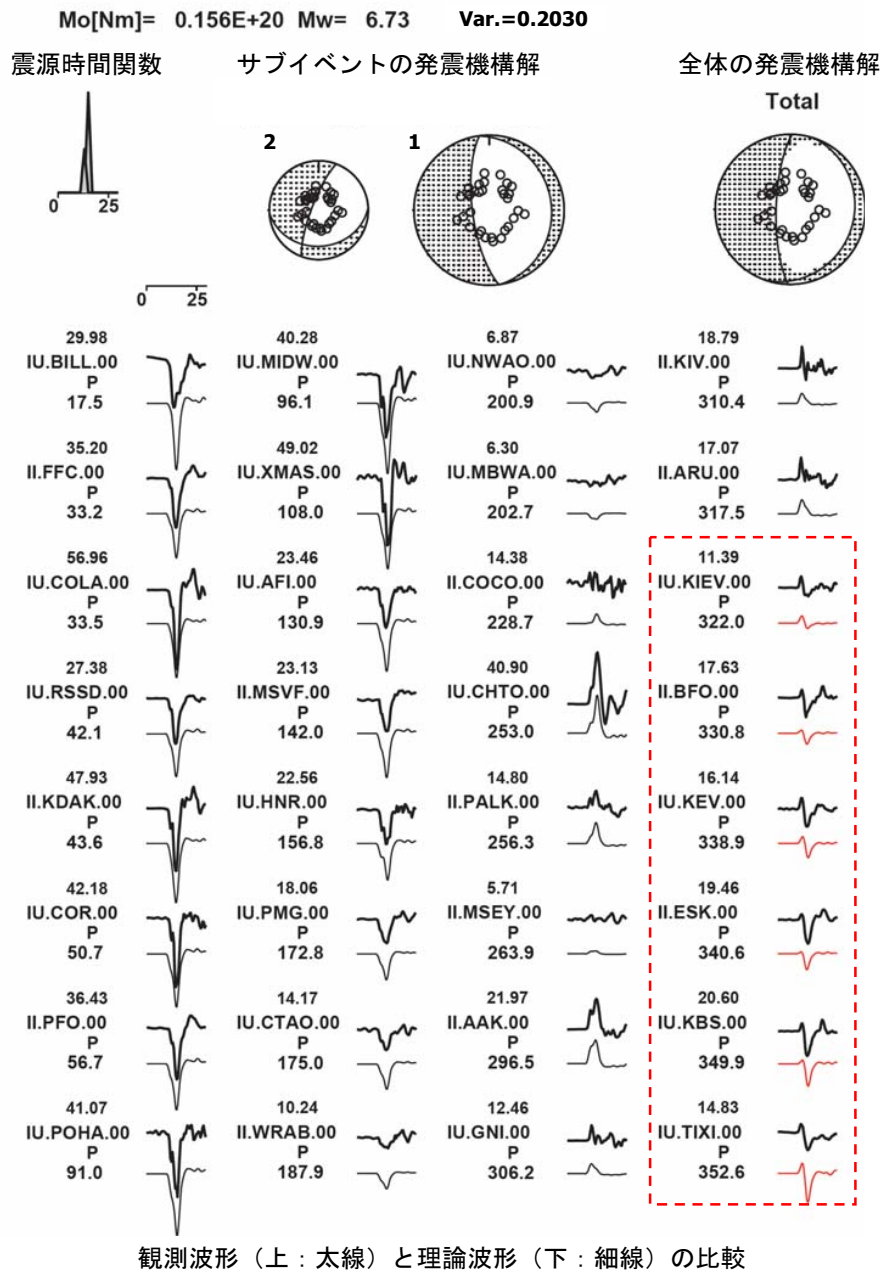 Mo[Nm]= 0.156E+20 Mw= 6.73 Var.=0.2030
震源時間関数 サブイベントの発震機構解 全体の発震機構解
Total
2 1
0 25
0 25
29.98 40.28 6.87 18.79
IU.BILL.00 IU.MIDW.00 IU.NWAO.00 II.KIV.00
P P P P
17.5 96.1 200.9 310.4
35.20 49.02 6.30 17.07
II.FFC.00 IU.XMAS.00 IU.MBWA.00 II.ARU.00
P P P P
33.2 108.0 202.7 317.5
56.96 23.46 14.38 11.39
IU.COLA.00 IU.AFI.00 II.COCO.00 IU.KIEV.00
P P P P
33.5 130.9 228.7 322.0
27.38 23.13 40.90 17.63
IU.RSSD.00 II.MSVF.00 IU.CHTO.00 II.BFO.00
P P P P
42.1 142.0 253.0 330.8
47.93 22.56 14.80 16.14
II.KDAK.00 IU.HNR.00 II.PALK.00 IU.KEV.00
P P P P
43.6 156.8 256.3 338.9
42.18 18.06 5.71 19.46
IU.COR.00 IU.PMG.00 II.MSEY.00 II.ESK.00
P P P P
50.7 172.8 263.9 340.6
36.43 14.17 21.97 20.60
II.PFO.00 IU.CTAO.00 II.AAK.00 IU.KBS.00
P P P P
56.7 175.0 296.5 349.9
41.07 10.24 12.46 14.83
IU.POHA.00 II.WRAB.00 IU.GNI.00 IU.TIXI.00
P P P P
91.0 187.9 306.2 352.6
観測波形（上：太線）と理論波形（下：細線）の比較